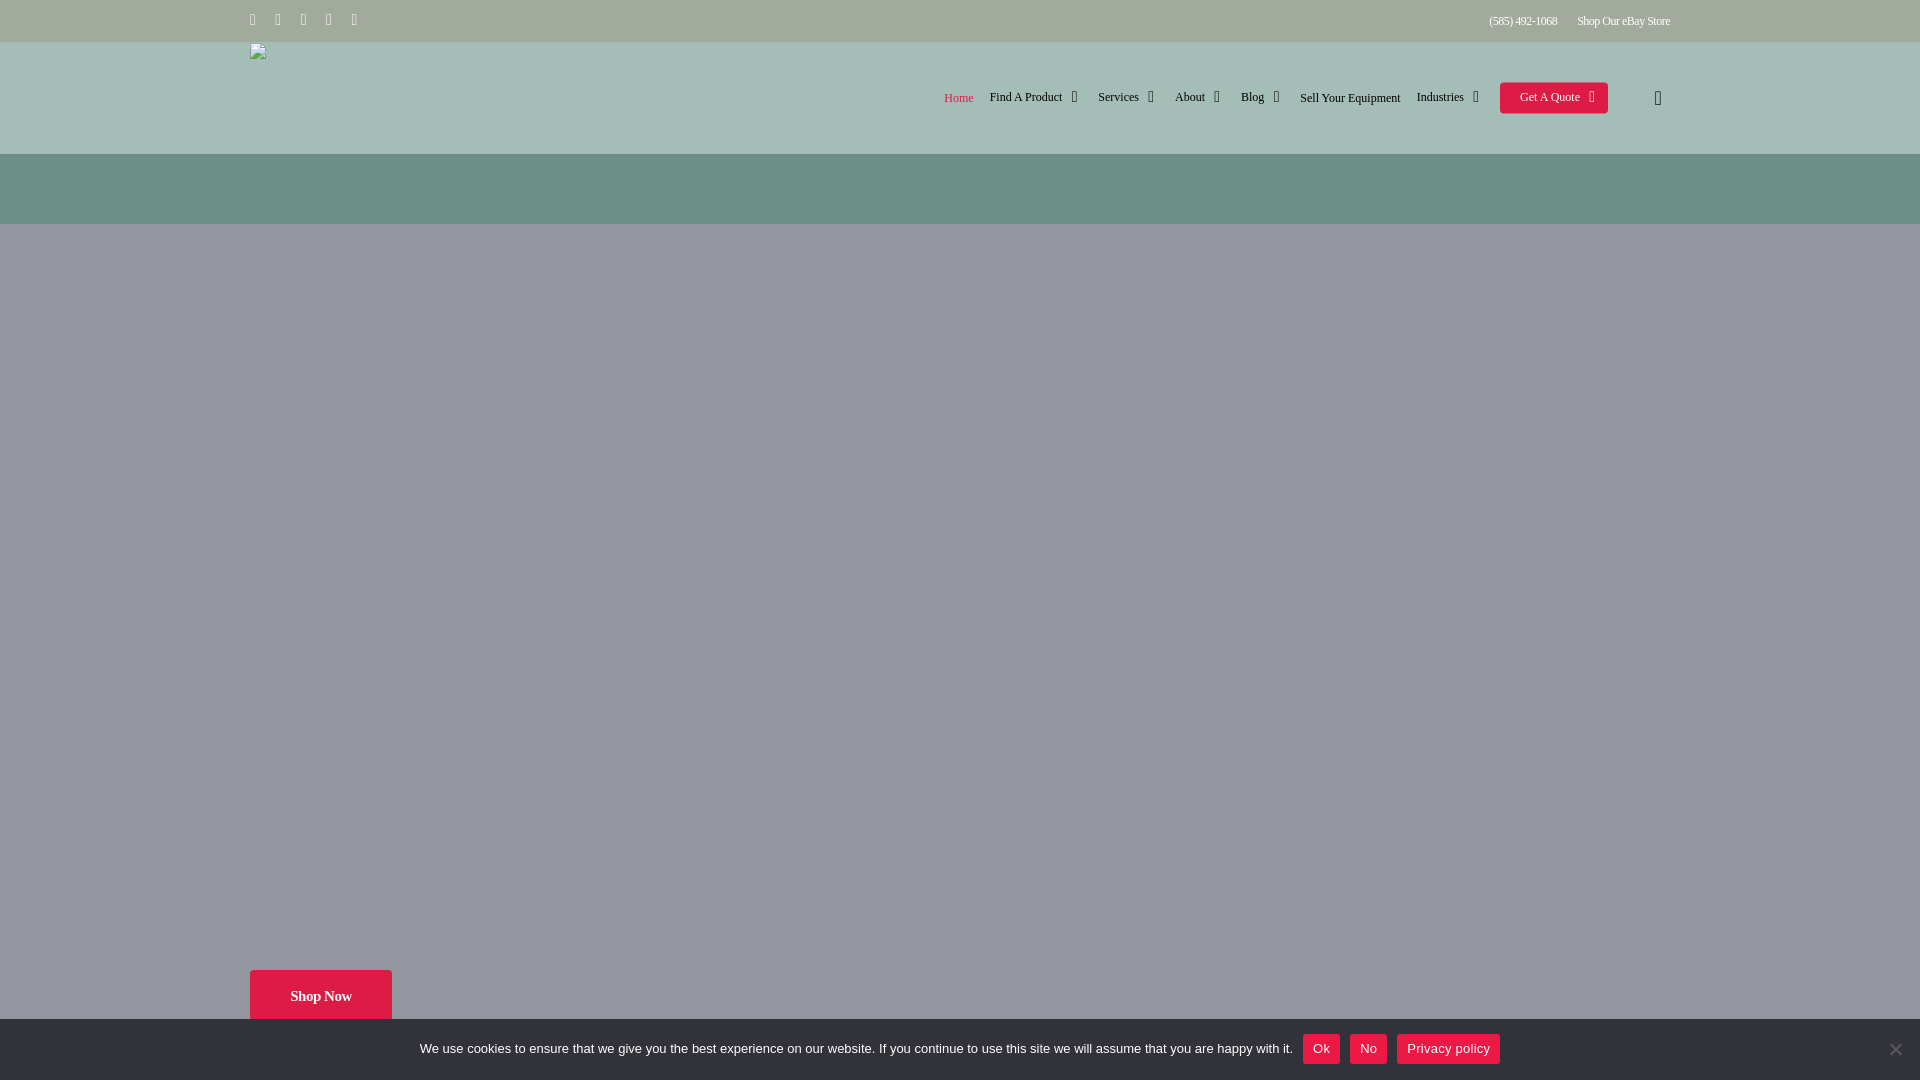 (585) 492-1068 Shop Our eBay Store
Home Find A Product Services About Blog Sell Your Equipment Industries Get A Quote
Shop Now
We use cookies to ensure that we give you the best experience on our website. If you continue to use this site we will assume that you are happy with it. Ok No Privacy policy